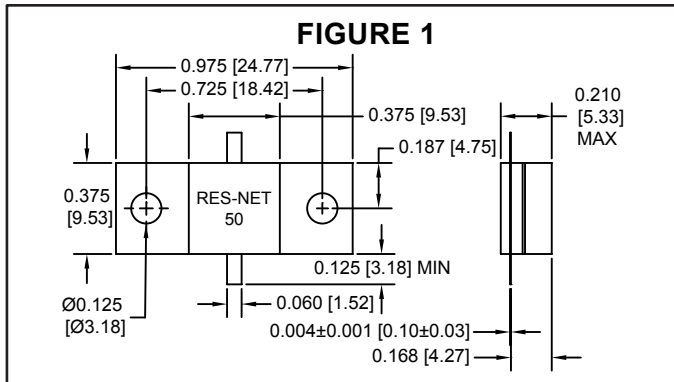 FIGURE 1
0.975 [24.77]
0.725 [18.42]
0.375 [9.53]
0.187 [4.75]
0.210
[5.33]
MAX
0.375
[9.53]
RES-NET
50
0.125 [3.18] MIN
Ø0.125
[Ø3.18]
0.060 [1.52]
0.004±0.001 [0.10±0.03]
0.168 [4.27]